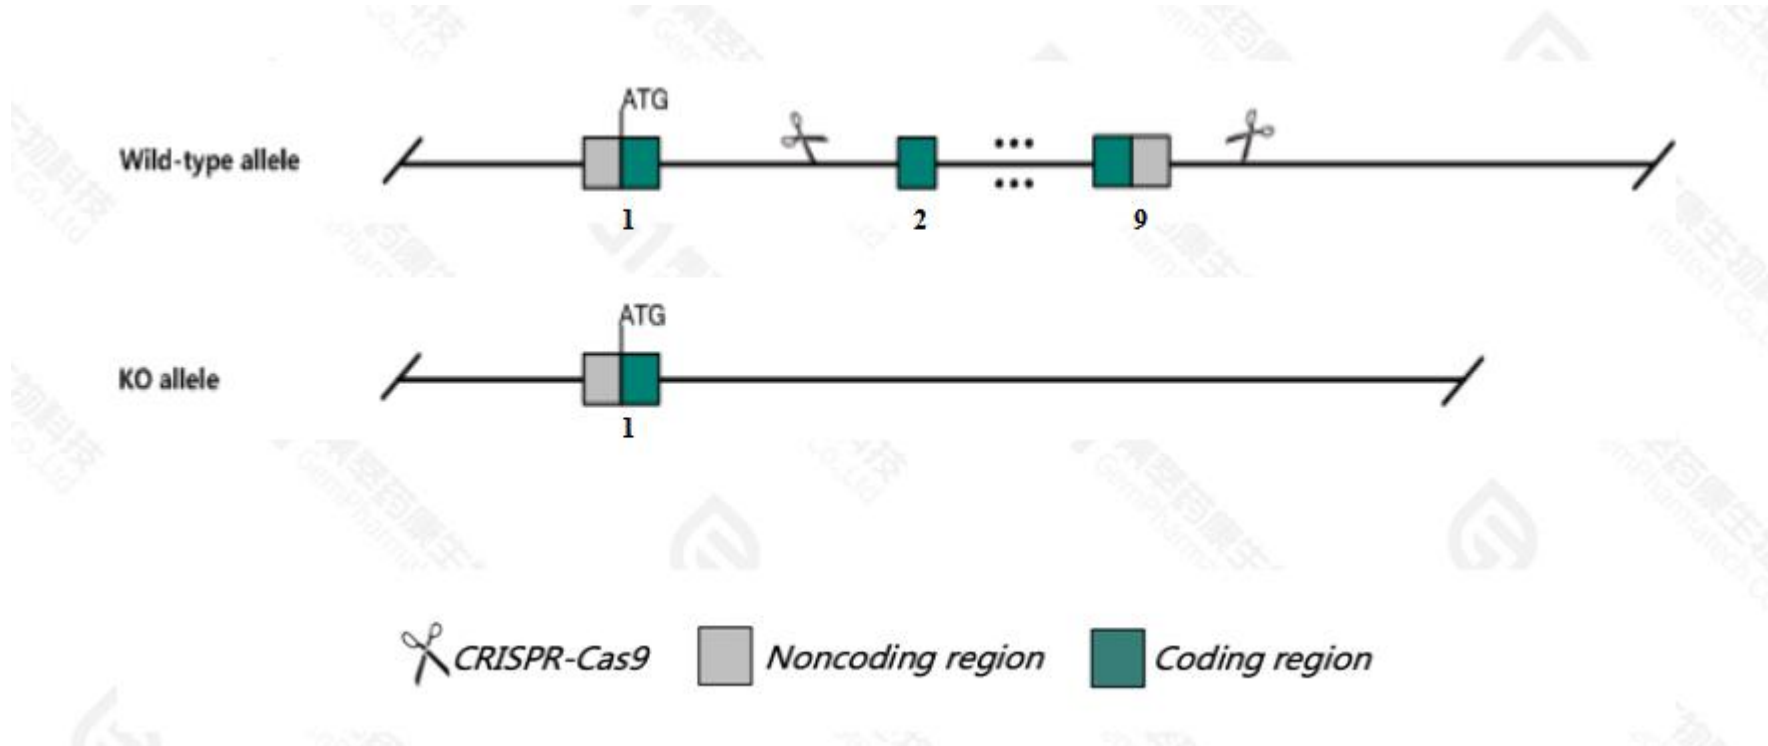 ATG
Wild-type allele
... 
...
1 2 9
ATG
KO allele
1
CRISPR-Cas9 Noncoding region Coding region